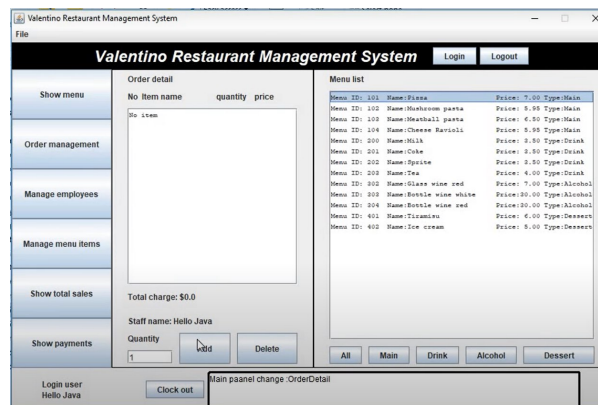 Valentino Restaurant Management System
File
Valentino Restaurant Management System
Login
Logout
Show menu
Order management
Manage employees
Manage menu items
Show total sales
Show payments
Order detail
No Item name quantity price
No item
Total charge: $0.0
Staff name: Hello Java
Quantity
1
Add
Delete
Menu list
Menu ID: 101 Name:Pizza Price: 7.00 Type:Main
Menu ID: 102 Name:Mushroom pasta Price: 5.95 Type:Main
Menu ID: 103 Name:Meatball pasta Price: 6.50 Type:Main
Menu ID: 104 Name:Cheese Ravioli Price: 5.95 Type:Main
Menu ID: 200 Name:Milk Price: 3.50 Type:Drink
Menu ID: 201 Name:Coke Price: 3.50 Type:Drink
Menu ID: 202 Name:Sprite Price: 3.50 Type:Drink
Menu ID: 203 Name:Tea Price: 4.00 Type:Drink
Menu ID: 302 Name:Glass wine red Price: 7.00 Type:Alcohol
Menu ID: 303 Name:Bottle wine white Price:30.00 Type:Alcohol
Menu ID: 304 Name:Bottle wine red Price:30.00 Type:Alcohol
Menu ID: 401 Name:Tiramisu Price: 6.00 Type:Dessert
Menu ID: 402 Name:Ice cream Price: 5.00 Type:Dessert
All
Main
Drink
Alcohol
Dessert
Login user
Hello Java
Clock out
Main paanel change :OrderDetail